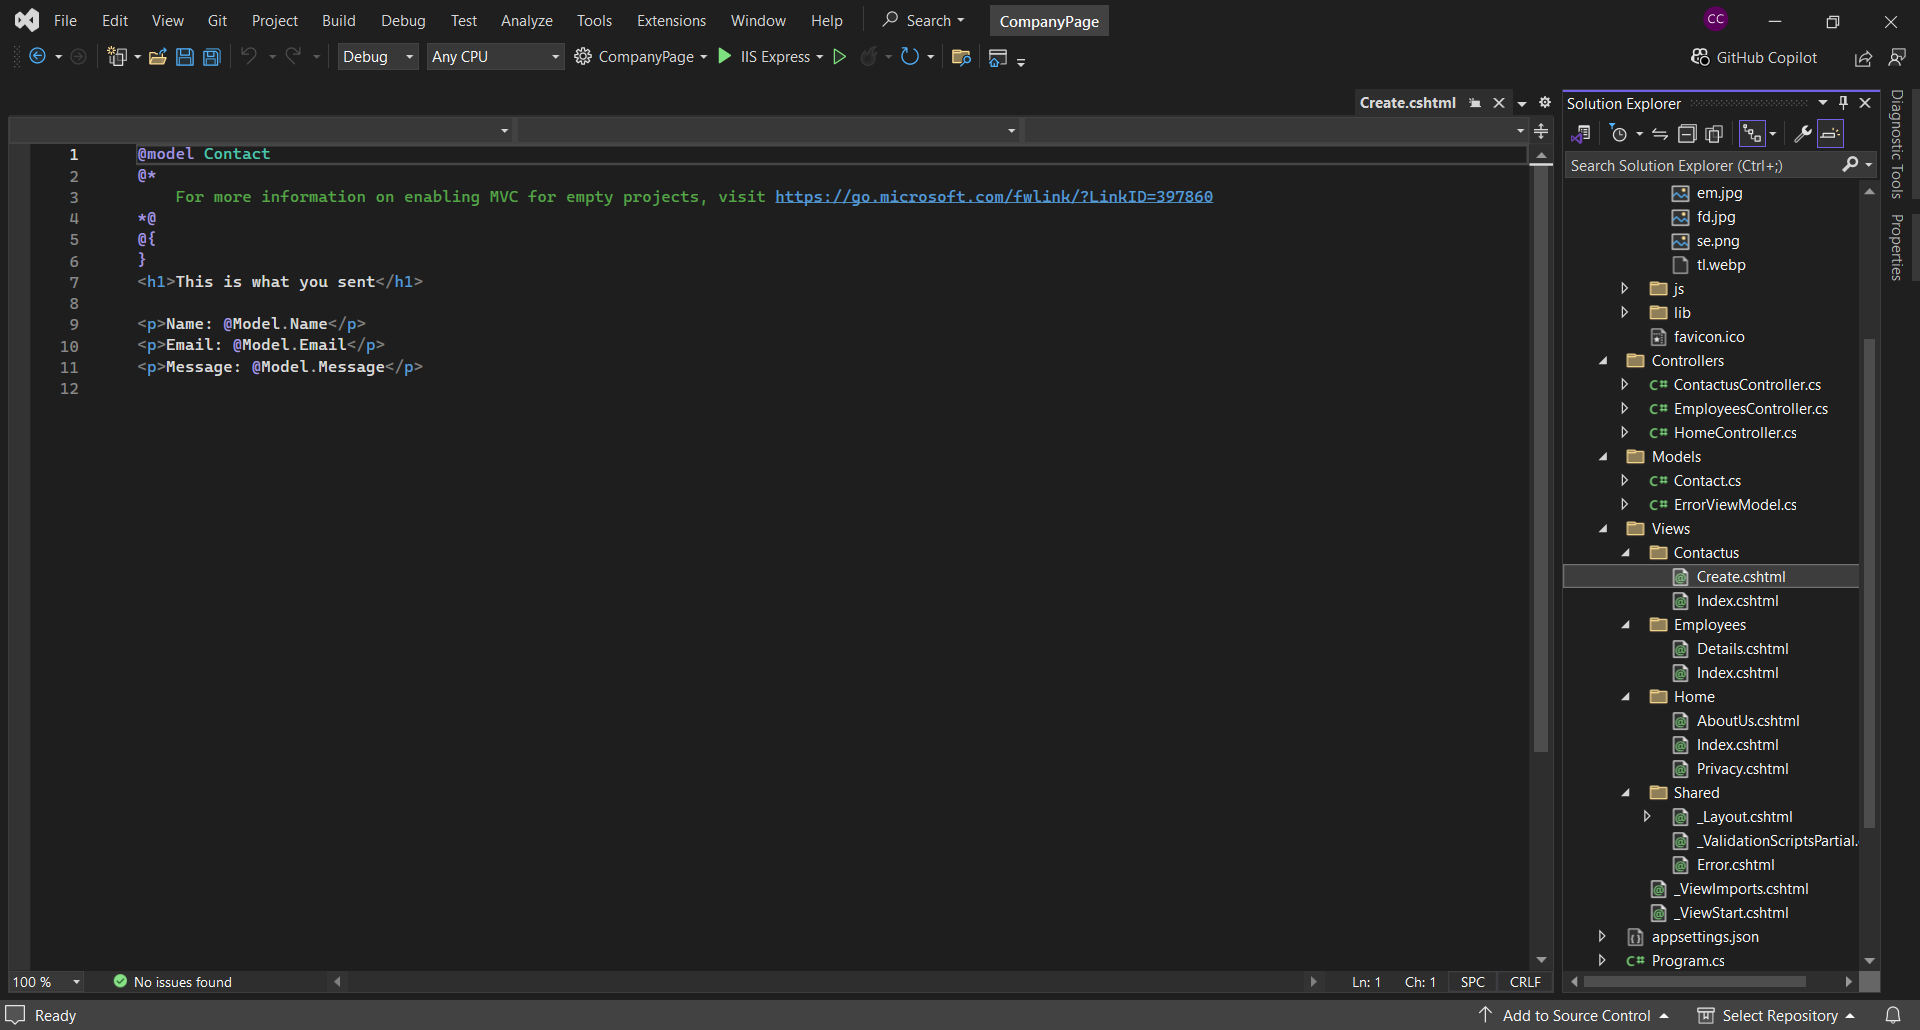 File Edit View Git Project Build Debug Test Analyze Tools Extensions Window Help Search CompanyPage CC
Debug Any CPU CompanyPage IIS Express GitHub Copilot
Create.cshtml
1 @model Contact
2 @*
3 For more information on enabling MVC for empty projects, visit https://go.microsoft.com/fwlink/?LinkID=397860
4 *@
5 @{
6 }
7 <h1>This is what you sent</h1>
8
9 <p>Name: @Model.Name</p>
10 <p>Email: @Model.Email</p>
11 <p>Message: @Model.Message</p>
12
100 % No issues found Ln: 1 Ch: 1 SPC CRLF
Solution Explorer
Search Solution Explorer (Ctrl+;)
em.jpg
fd.jpg
se.png
tl.webp
js
lib
favicon.ico
Controllers
C# ContactusController.cs
C# EmployeesController.cs
C# HomeController.cs
Models
C# Contact.cs
C# ErrorViewModel.cs
Views
Contactus
Create.cshtml
Index.cshtml
Employees
Details.cshtml
Index.cshtml
Home
AboutUs.cshtml
Index.cshtml
Privacy.cshtml
Shared
_Layout.cshtml
_ValidationScriptsPartial.
Error.cshtml
_ViewImports.cshtml
_ViewStart.cshtml
appsettings.json
C# Program.cs
Diagnostic Tools
Properties
Ready Add to Source Control Select Repository